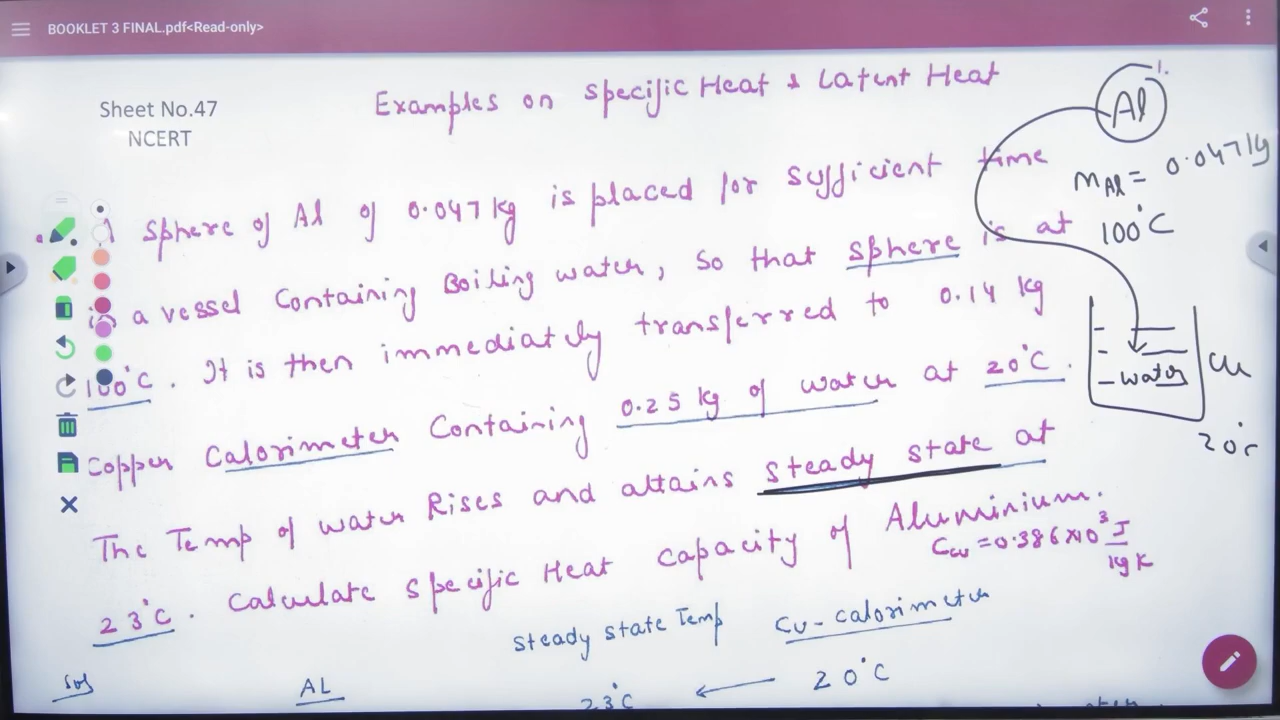 BOOKLET 3 FINAL.pdf<Read-only>
Sheet No.47
NCERT
Examples on Specific Heat & Latent Heat
Sphere of Al of 0.047 kg is placed for sufficient time
in a vessel Containing Boiling water, So that sphere is at
100°C. It is then immediately transferred to 0.14 kg
Copper Calorimeter Containing 0.25 kg of water at 20°C.
The Temp of water Rises and attains steady state at
23°C. Calculate specific Heat capacity of Aluminium.
Ccu = 0.386×10³ J/kg K
Al
mAl = 0.047 kg
100°C
water
Cu
20°C
Steady state Temp
Cu-calorimeter
Sol
AL
23°C ← 20°C